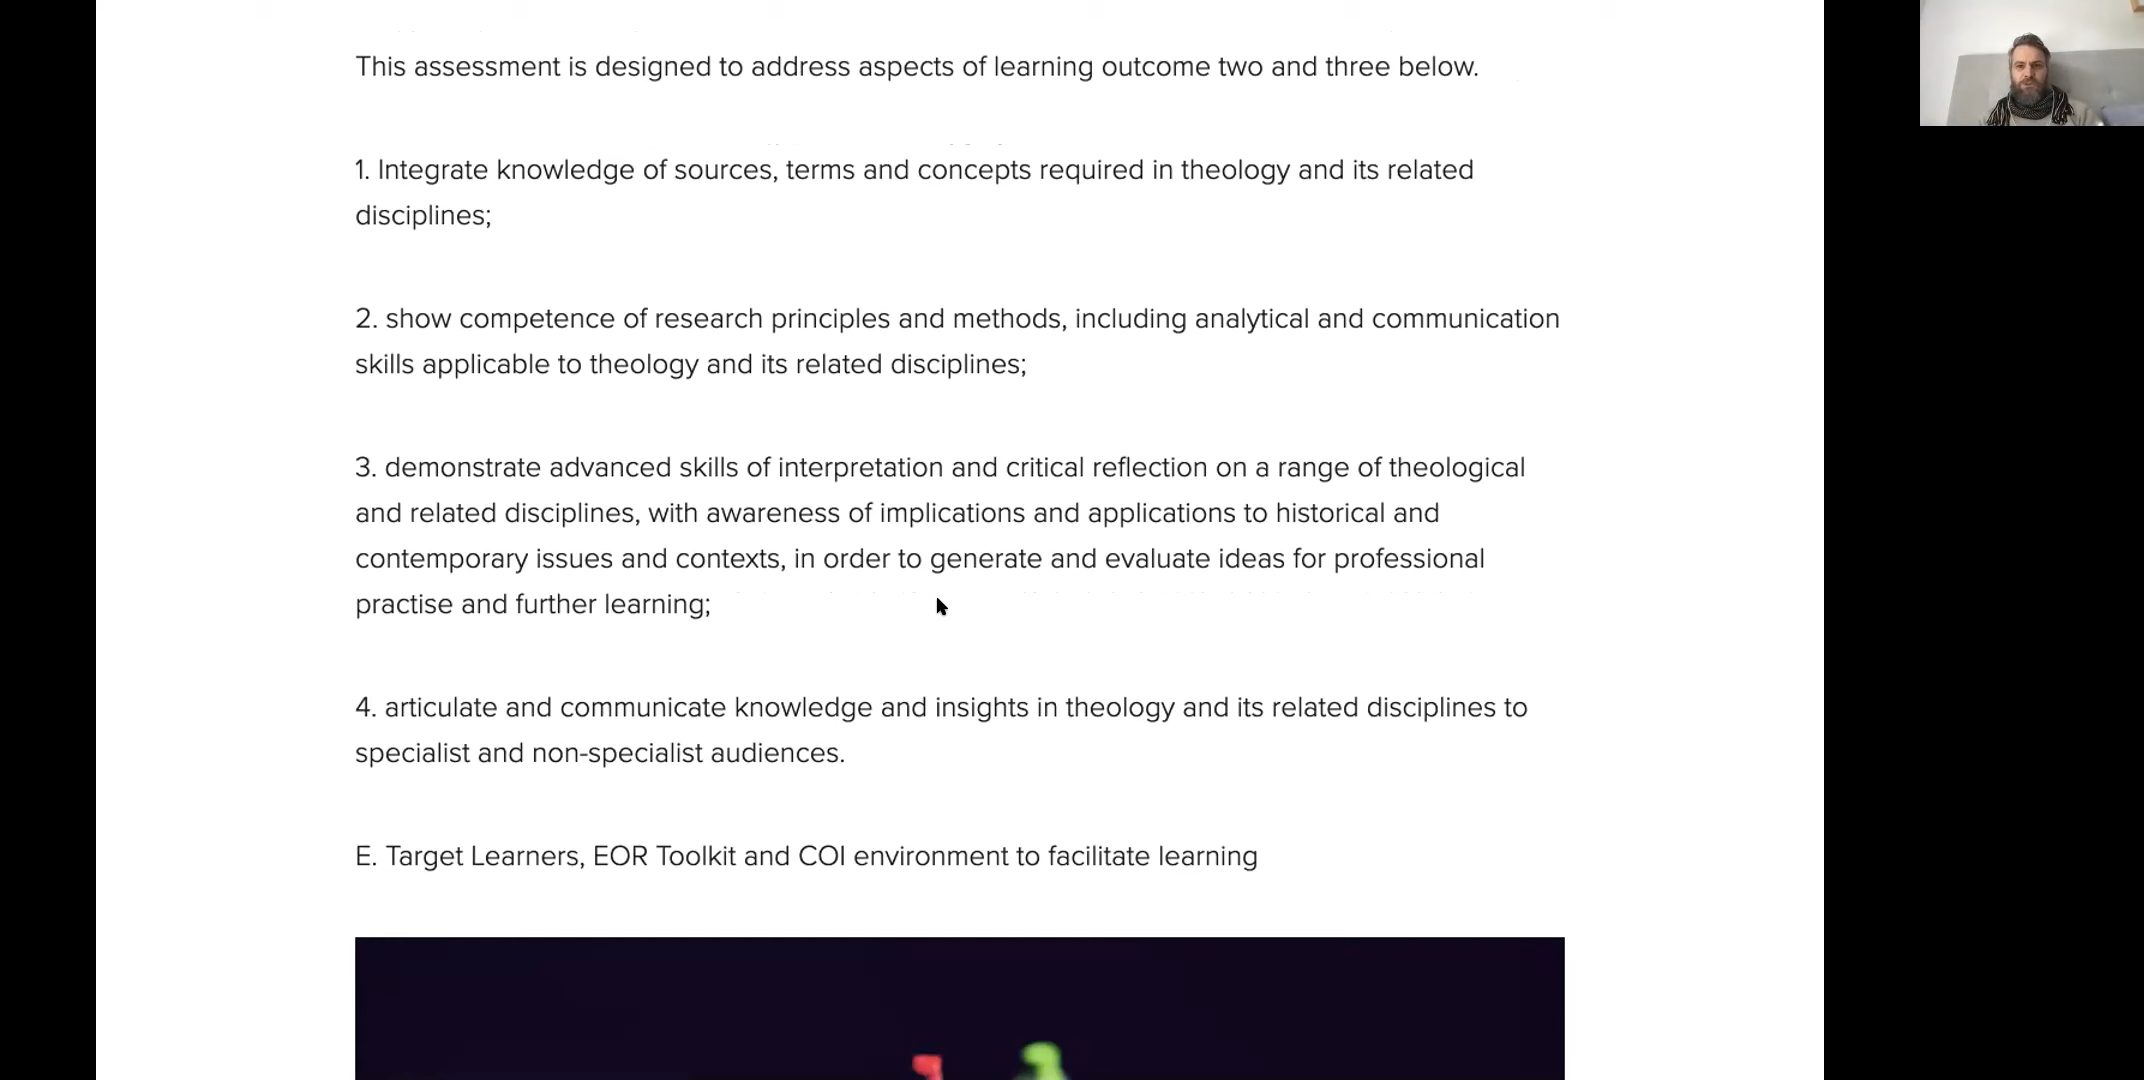 This assessment is designed to address aspects of learning outcome two and three below.
1. Integrate knowledge of sources, terms and concepts required in theology and its related
disciplines;
2. show competence of research principles and methods, including analytical and communication
skills applicable to theology and its related disciplines;
3. demonstrate advanced skills of interpretation and critical reflection on a range of theological
and related disciplines, with awareness of implications and applications to historical and
contemporary issues and contexts, in order to generate and evaluate ideas for professional
practise and further learning;
4. articulate and communicate knowledge and insights in theology and its related disciplines to
specialist and non-specialist audiences.
E. Target Learners, EOR Toolkit and COI environment to facilitate learning